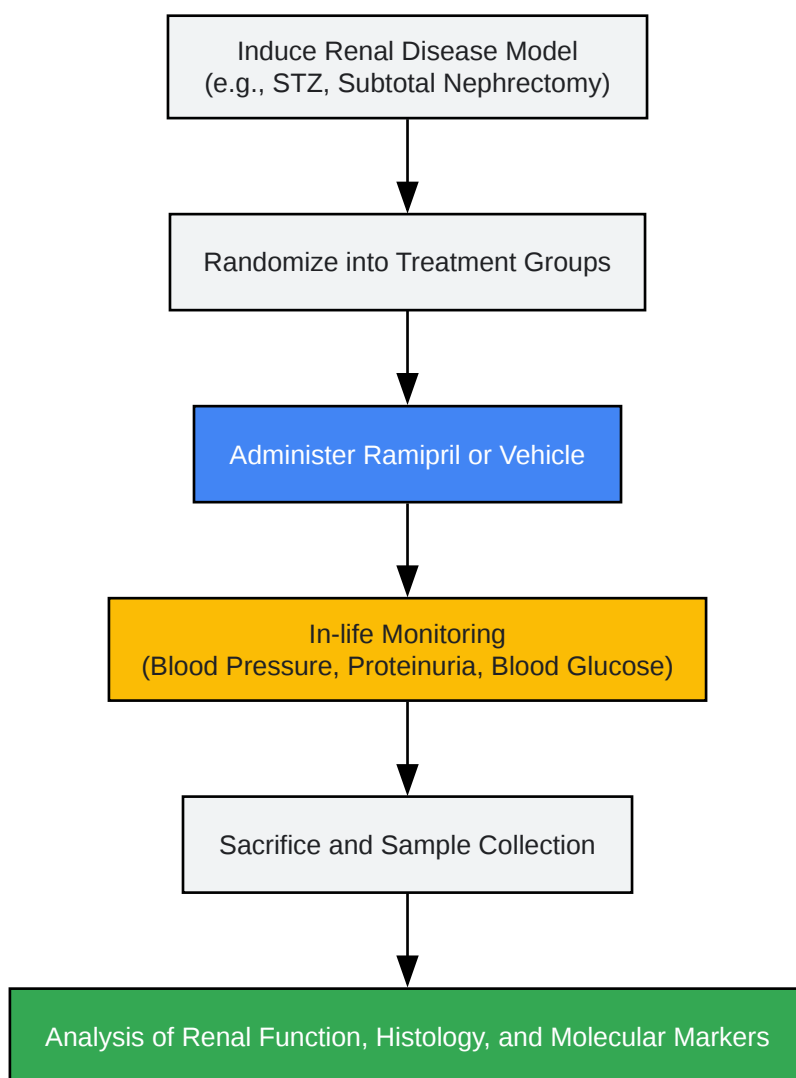 Induce Renal Disease Model
(e.g., STZ, Subtotal Nephrectomy)
Randomize into Treatment Groups
Administer Ramipril or Vehicle
In-life Monitoring
(Blood Pressure, Proteinuria, Blood Glucose)
Sacrifice and Sample Collection
Analysis of Renal Function, Histology, and Molecular Markers